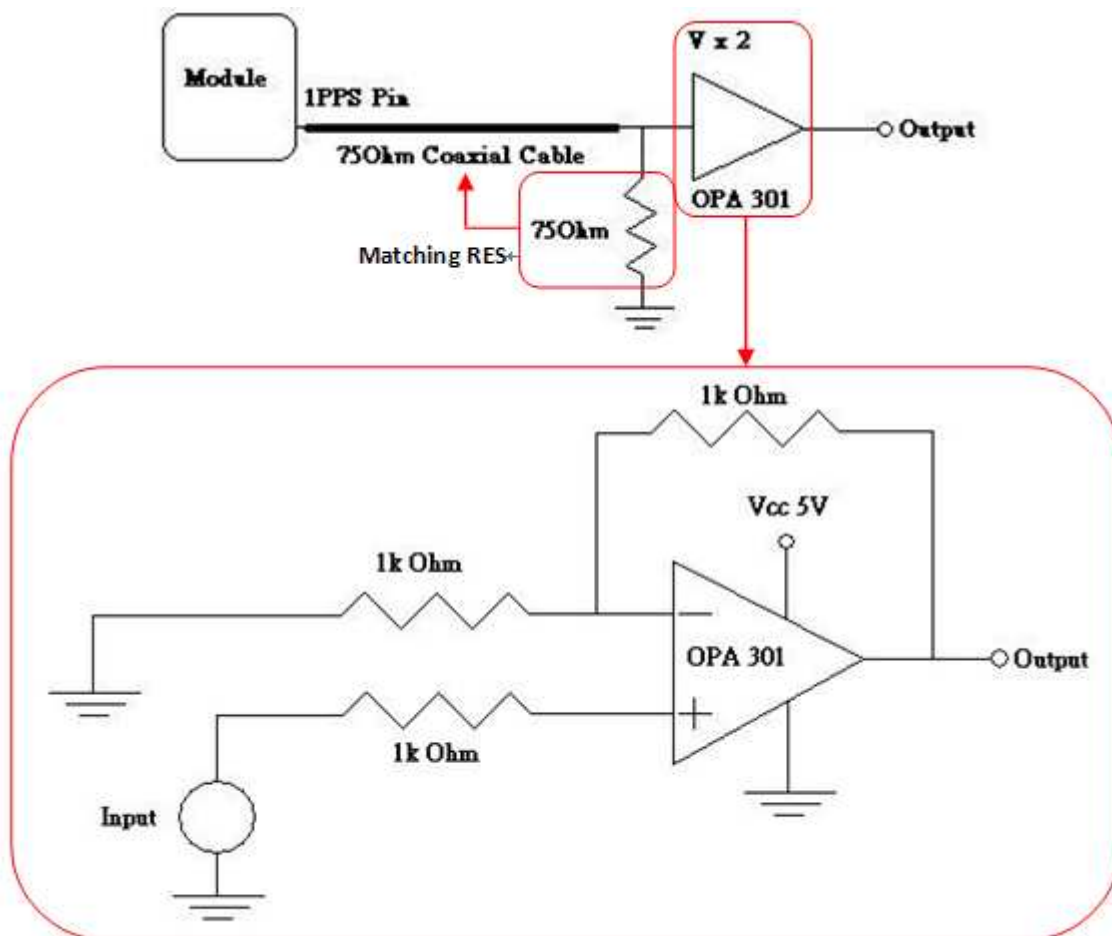 V x 2
Module
1PPS Pin
Output
75Ohm Coaxial Cable
OPA 301
75Ohm
Matching RES↵
1k Ohm
Vcc 5V
1k Ohm
−
OPA 301
Output
+
1k Ohm
Input